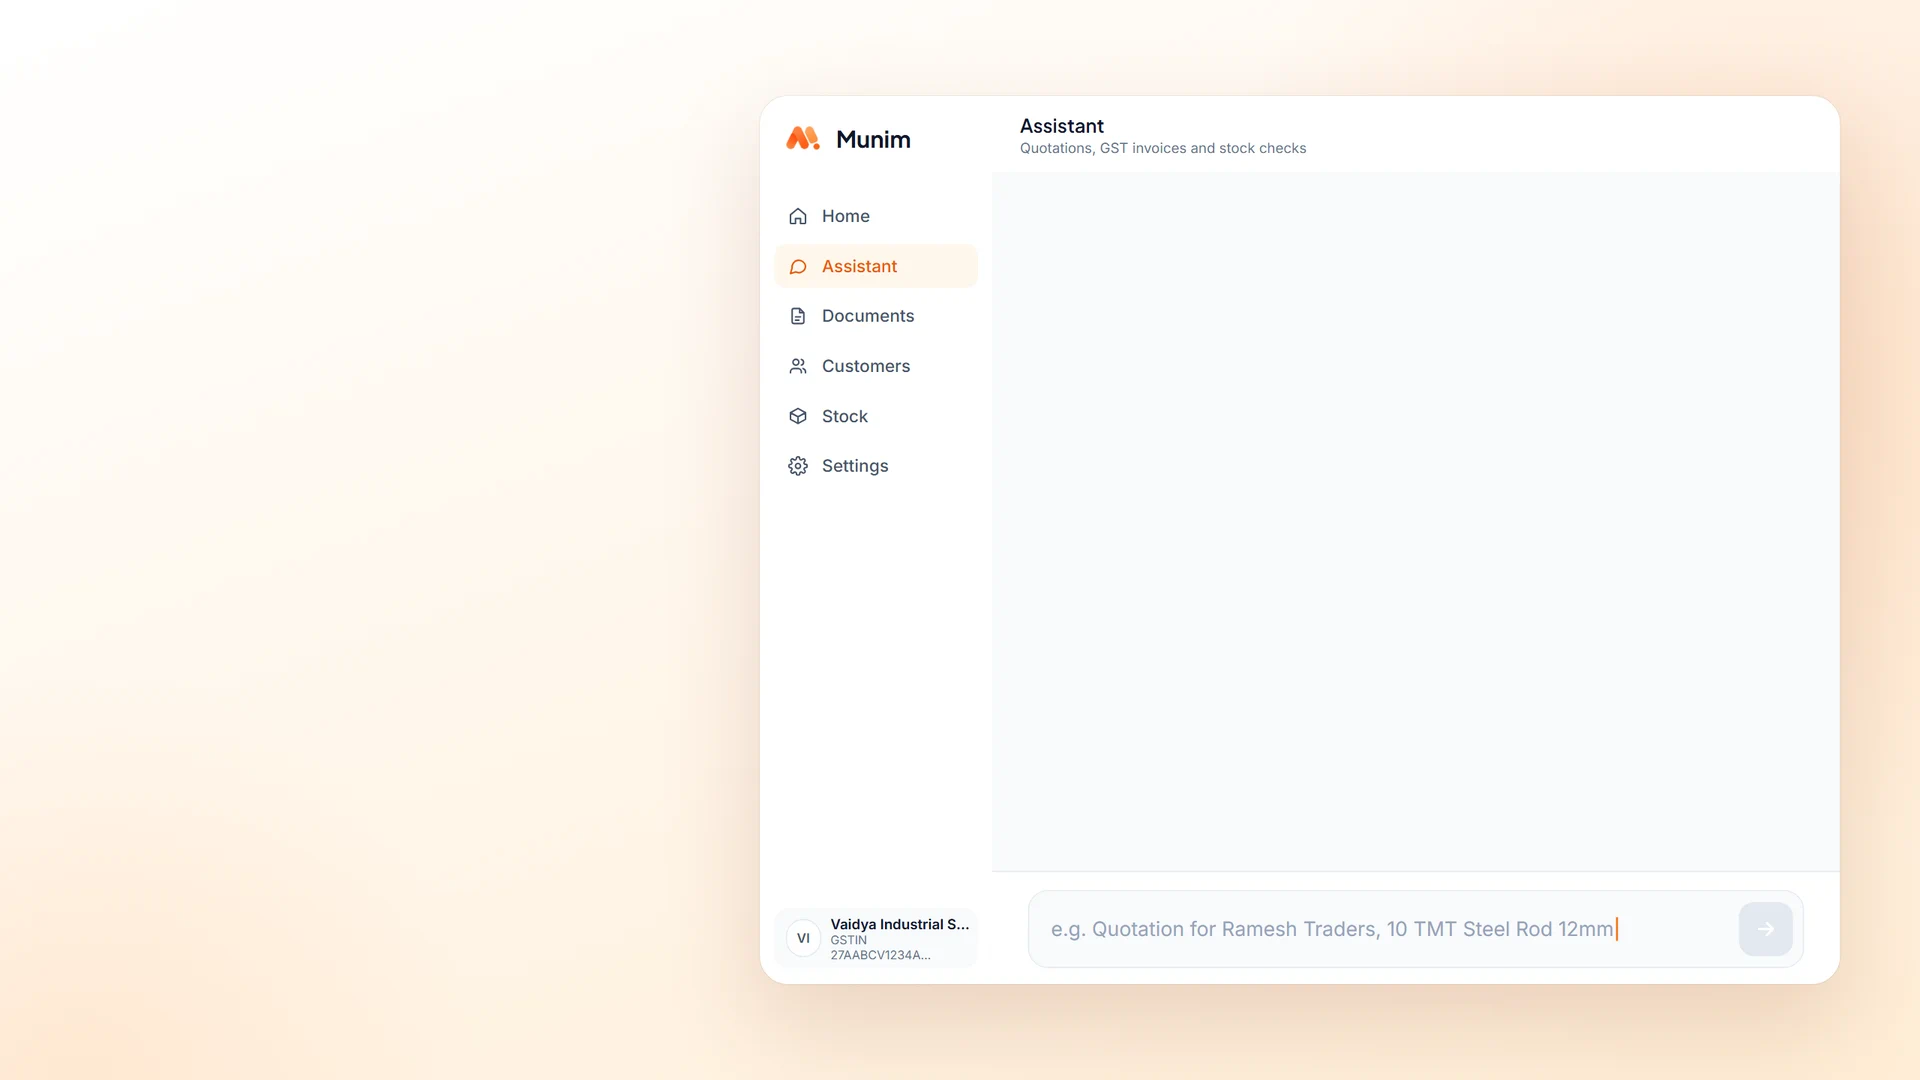 Munim
Home
Assistant
Documents
Customers
Stock
Settings
VI
Vaidya Industrial S...
GSTIN
27AABCV1234A...
Assistant
Quotations, GST invoices and stock checks
e.g. Quotation for Ramesh Traders, 10 TMT Steel Rod 12mm